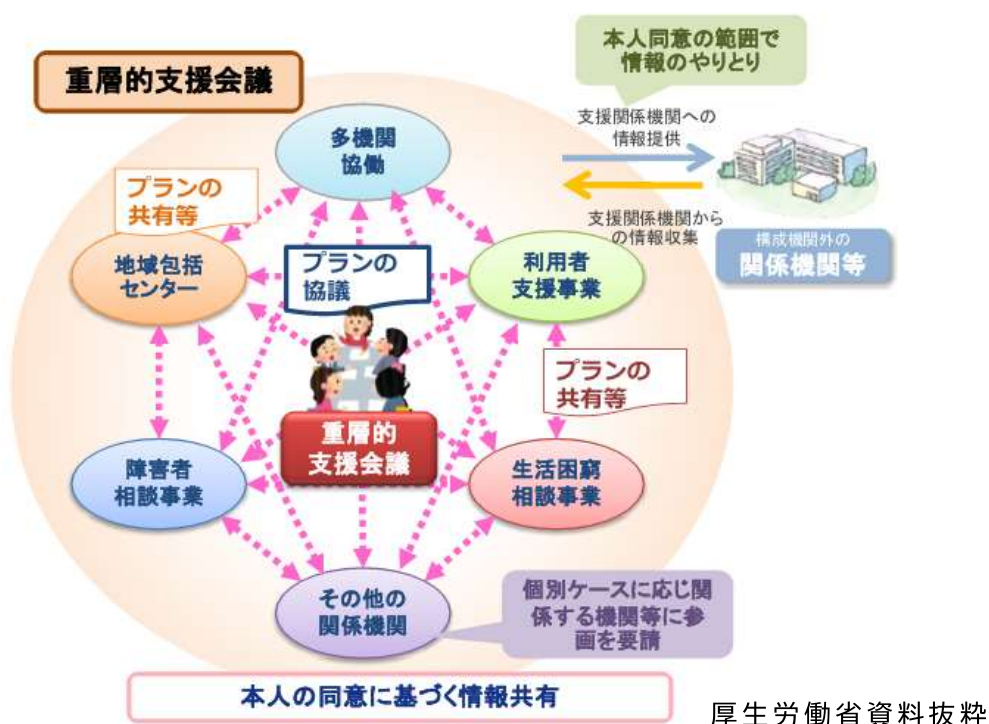 本人同意の範囲で
情報のやりとり
重層的支援会議
支援関係機関への
情報提供
多機関
協働
プランの
共有等
支援関係機関から
の情報収集
構成機関外の
関係機関等
地域包括
センター
プランの
協議
利用者
支援事業
プランの
共有等
重層的
支援会議
障害者
相談事業
生活困窮
相談事業
その他の
関係機関
個別ケースに応じ関
係する機関等に参
画を要請
本人の同意に基づく情報共有
厚生労働省資料抜粋